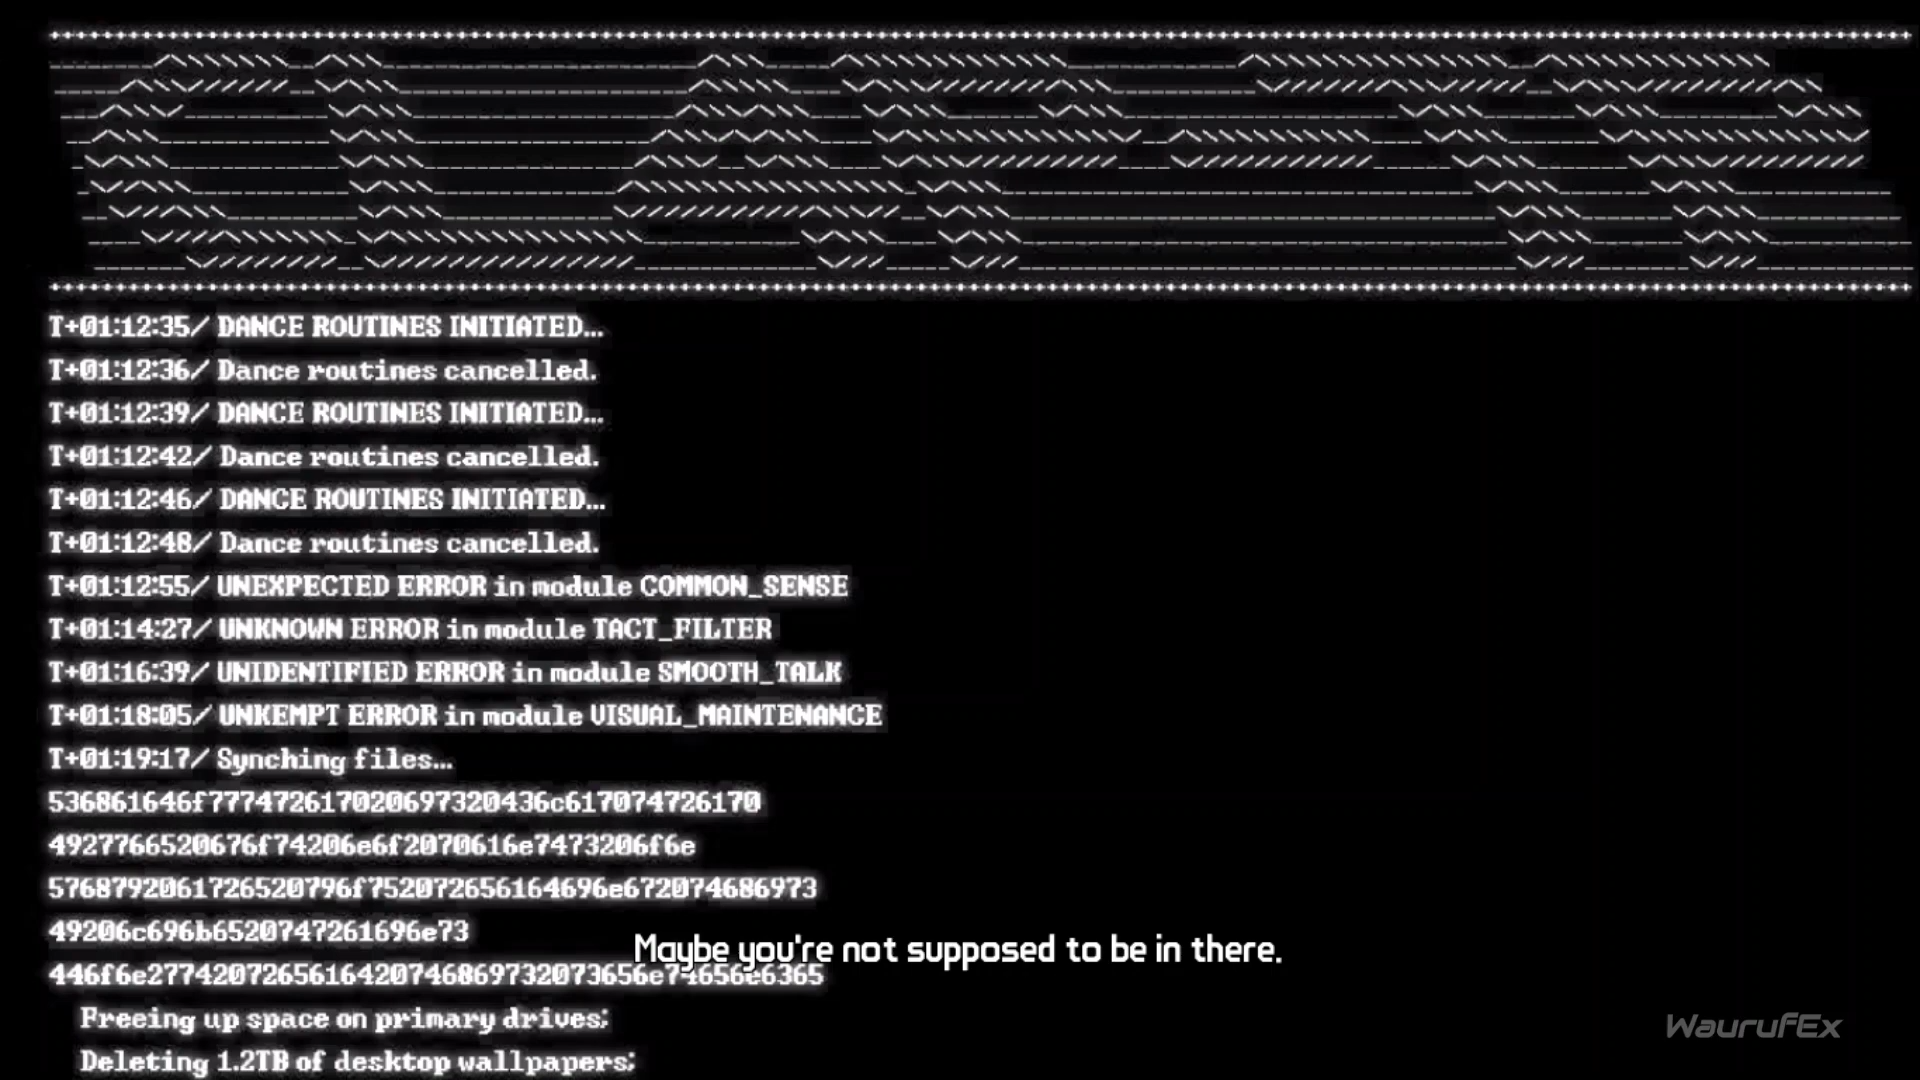 T+01:12:35/ DANCE ROUTINES INITIATED...
T+01:12:36/ Dance routines cancelled.
T+01:12:39/ DANCE ROUTINES INITIATED...
T+01:12:42/ Dance routines cancelled.
T+01:12:46/ DANCE ROUTINES INITIATED...
T+01:12:48/ Dance routines cancelled.
T+01:12:55/ UNEXPECTED ERROR in module COMMON_SENSE
T+01:14:27/ UNKNOWN ERROR in module TACT_FILTER
T+01:16:39/ UNIDENTIFIED ERROR in module SMOOTH_TALK
T+01:18:05/ UNKEMPT ERROR in module VISUAL_MAINTENANCE
T+01:19:17/ Synching files...
536861646f777472617020697320436c617074726170
4927766520676f74206e6f2070616e7473206f6e
5768792061726520796f752072656164696e672074686973
49206c696b6520747261696e73
446f6e2774207265616420746869732073656e74656e6365
Maybe you're not supposed to be in there.
Freeing up space on primary drives;
Deleting 1.2TB of desktop wallpapers;
WaurufEx